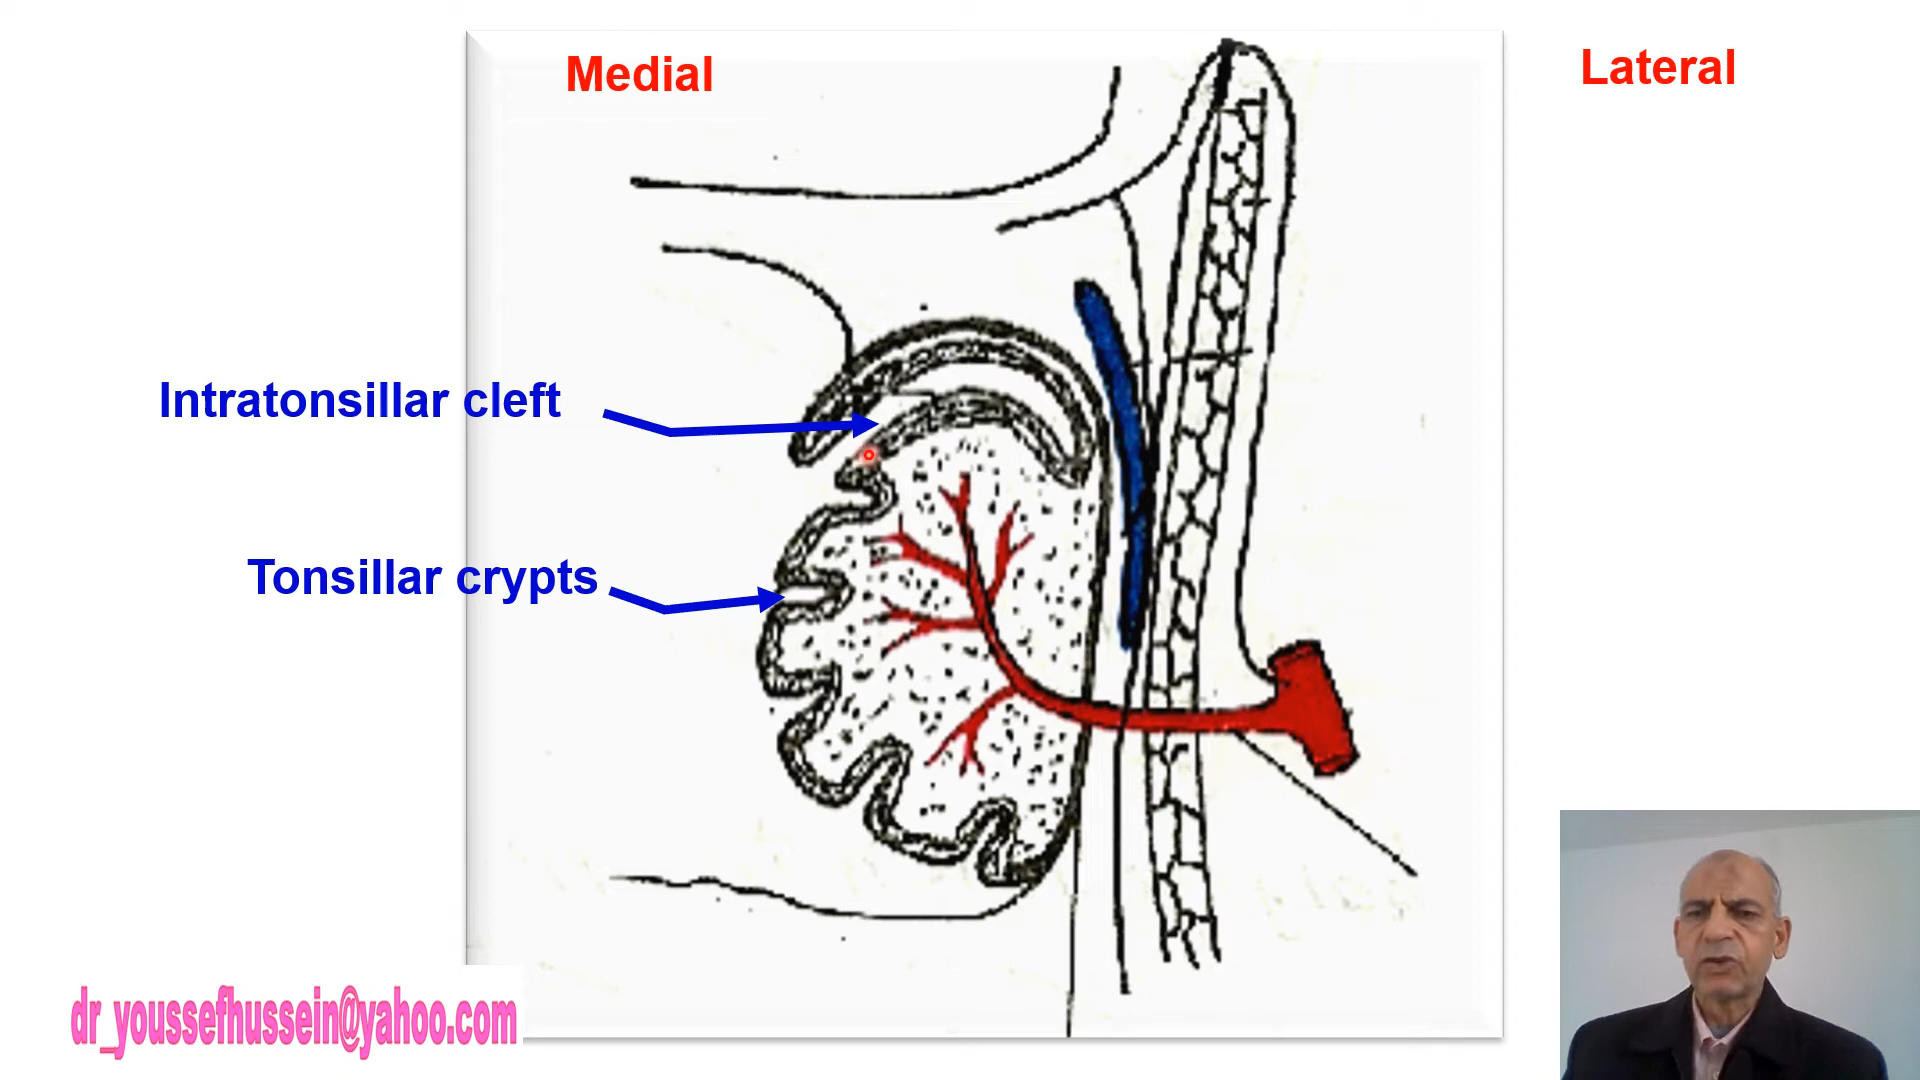 Medial
Lateral
Intratonsillar cleft
Tonsillar crypts
dr_youssefhussein@yahoo.com